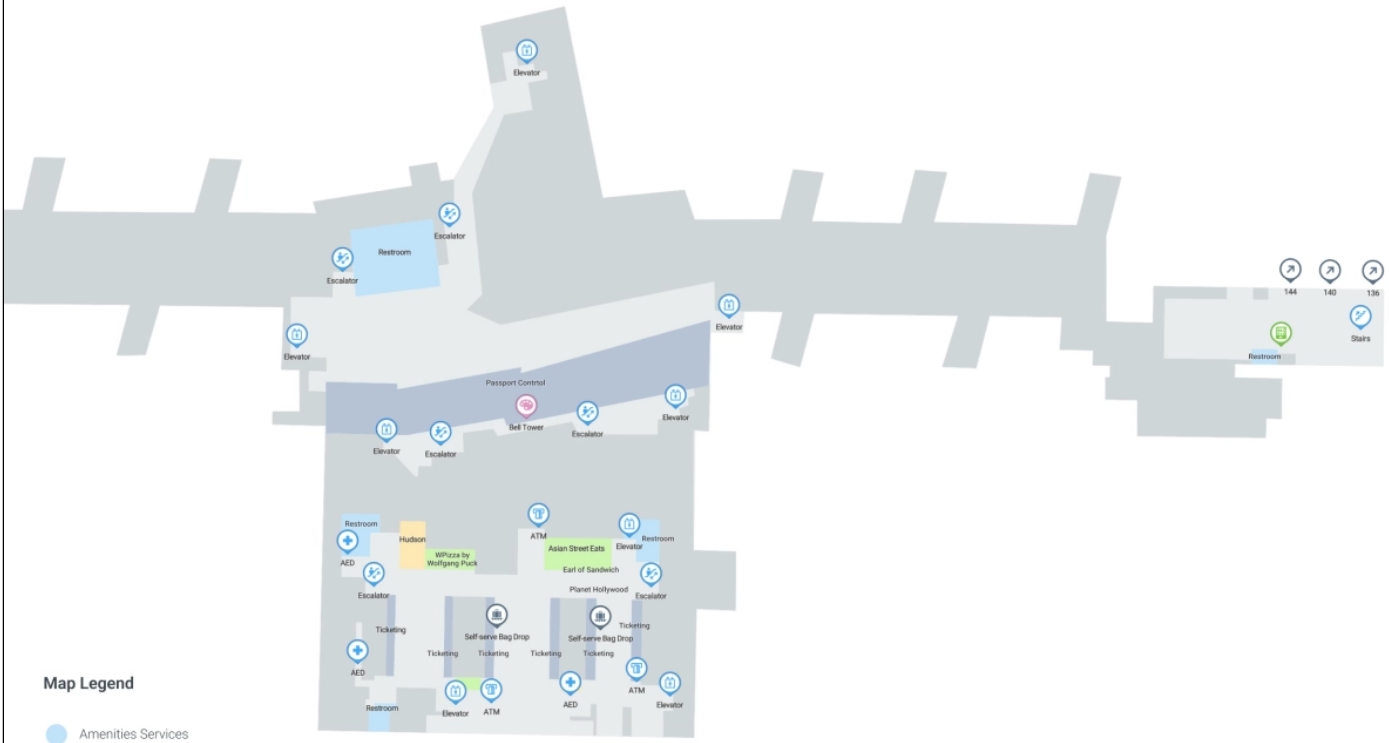 Elevator
Escalator
Restroom
Escalator
144
140
136
Elevator
Stairs
Elevator
Restroom
Passport Contriol
Elevator
Bell Tower
Escalator
Elevator
Escalator
Restroom
ATM
Elevator
Restroom
Hudson
Asian Street Eats
AED
WPizza by
Wolfgang Puck
Earl of Sandwich
Escalator
Planet Hollywood
Escalator
Ticketing
Self-serve Bag Drop
Self-serve Bag Drop
Ticketing
Ticketing
Ticketing
Ticketing
Ticketing
AED
ATM
Map Legend
Restroom
Elevator
ATM
AED
Elevator
Amenities Services